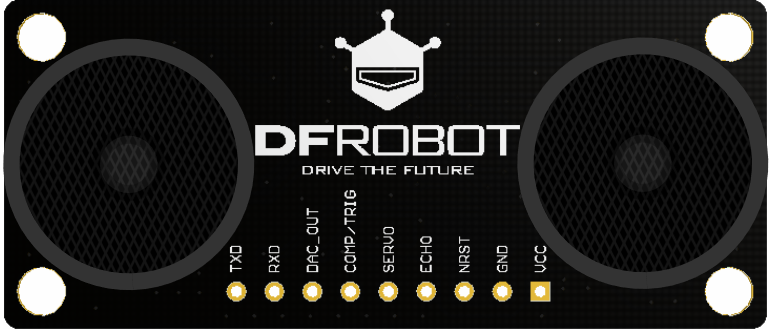 DFROBOT
DRIVE THE FUTURE
TXD
RXD
DAC_OUT
COMP/TRIG
SERVO
ECHO
NRST
GND
VCC